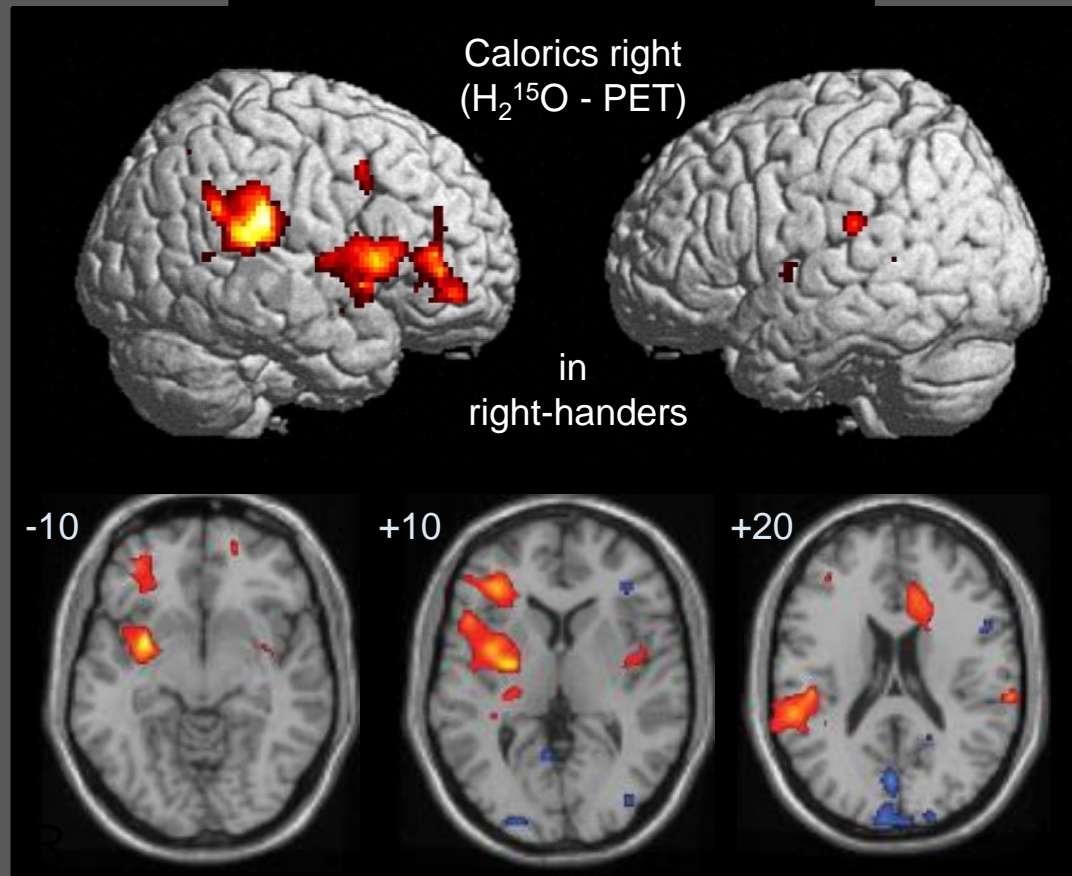 Calorics right
(H₂¹⁵O - PET)
in
right-handers
-10
+10
+20
R